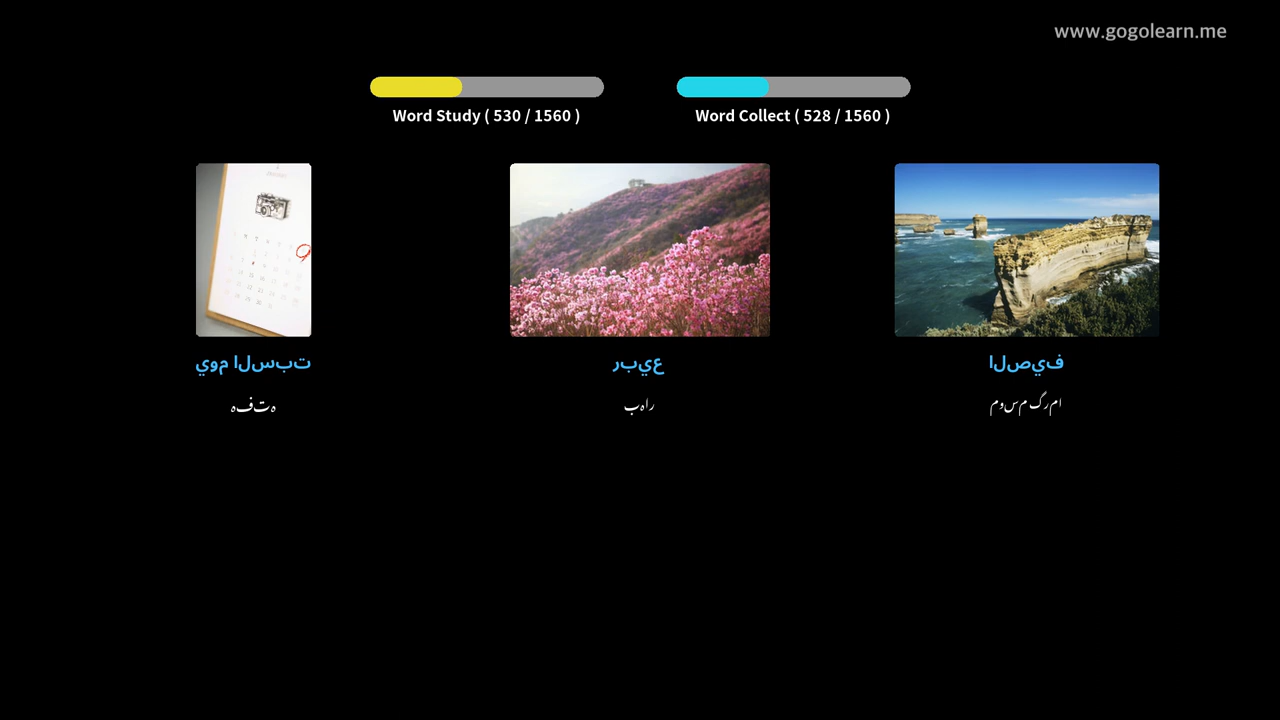 www.gogolearn.me
Word Study ( 530 / 1560 )
Word Collect ( 528 / 1560 )
يوم السبت
ربيع
الصيف
ہفتہ
بہار
موسم گرما